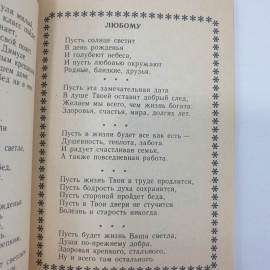 ЛЮБОМУ
Пусть солнце светит
В день рожденья
И голубеют небеса,
И пусть любовью окружают
Родные, близкие, друзья.
* * *
Пусть эта замечательная дата
В душе Твоей оставит добрый след,
Желаем мы всего, чем жизнь богата:
Здоровья, счастья, мира, долгих лет.
* * *
Пусть в жизни будет все как есть —
Душевность, теплота, забота.
И радует счастливая семья,
А также повседневная работа.
* * *
Пусть жизнь Твоя в труде продлится,
Пусть бодрость духа сохранится,
Пусть стороной пройдет беда,
Пусть в Твои двери не стучится
Болезнь и старость никогда.
* * *
Пусть будет жизнь Ваша светла,
Душа по-прежнему добра,
Здоровья крепкого, стального,
Ну и всего там остального.